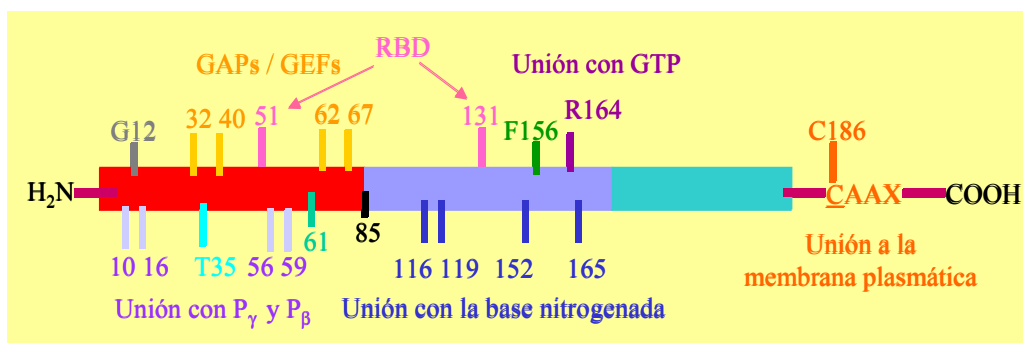 RBD
GAPs / GEFs
Unión con GTP
32 40 51 62 67 131 R164
G12 F156 C186
H₂N CAAX COOH
61 85
10 16 T35 56 59 116 119 152 165
Unión a la
membrana plasmática
Unión con Pγ y Pβ Unión con la base nitrogenada